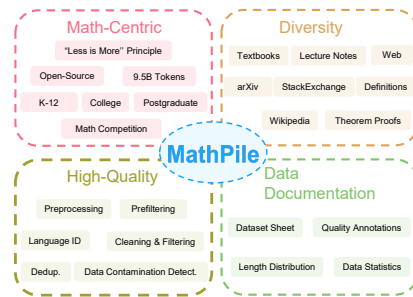 Math-Centric
"Less is More" Principle
Open-Source
9.5B Tokens
K-12
College
Postgraduate
Math Competition
Diversity
Textbooks
Lecture Notes
Web
arXiv
StackExchange
Definitions
Wikipedia
Theorem Proofs
MathPile
High-Quality
Preprocessing
Prefiltering
Language ID
Cleaning & Filtering
Dedup.
Data Contamination Detect.
Data
Documentation
Dataset Sheet
Quality Annotations
Length Distribution
Data Statistics